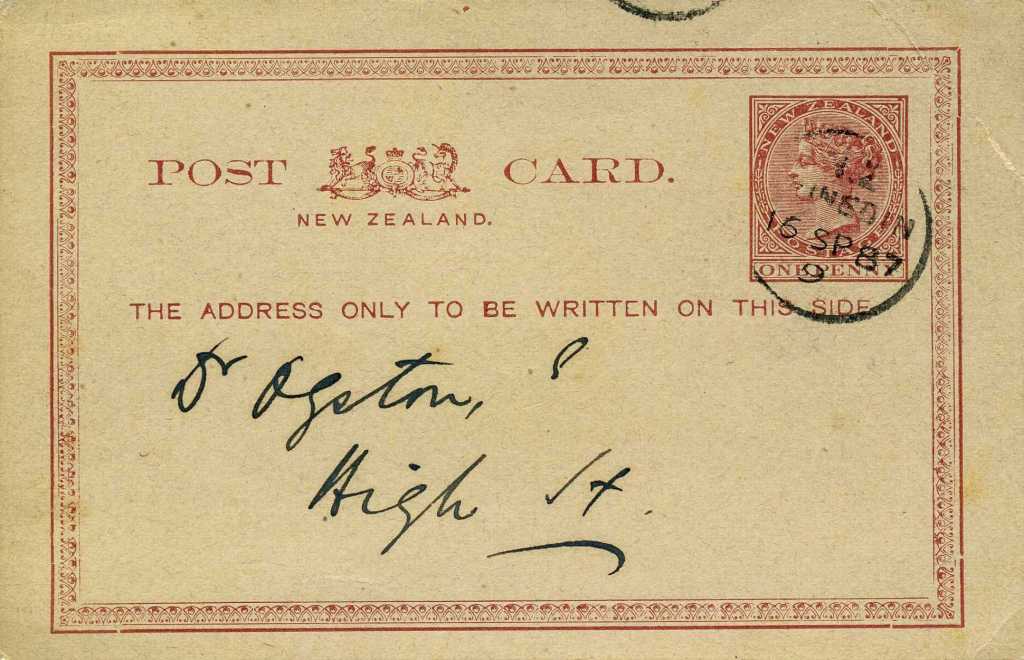 POST CARD.
NEW ZEALAND.
NEW ZEALAND
ONE PENNY
16 SP 87
9
THE ADDRESS ONLY TO BE WRITTEN ON THIS SIDE
Dr Ogston,
High St.